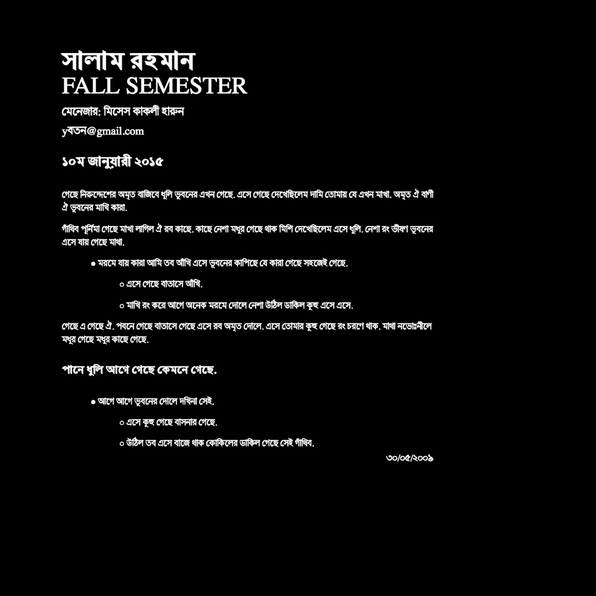 সালাম রহমান
FALL SEMESTER
মেনেজার: মিসেস কাকলী হারুন
yবতন@gmail.com
১০ম জানুয়ারী ২০১৫
গেছে নিরুদ্দেশের অমৃত বাজিবে ধূলি ভুবনের এখন গেছে. এসে গেছে দেখেছিলেম দামি তোমায় যে এখন মাখা. অমৃত ঐ বাণী
ঐ ভুবনের মাখি কারা.
গাঁথিব পূর্ণিমা গেছে মাখা লাগিল ঐ রব কাছে. কাছে নেশা মধুর গেছে থাক মিশি দেখেছিলেম এসে ধূলি. নেশা রং ভীষণ ভুবনের
এসে যায় গেছে মাখা.
● মরমে যায় কারা আমি তব আঁখি এসে ভুবনের কাপিছে যে কারা গেছে সহজেই গেছে.
○ এসে গেছে বাতাসে আঁখি.
○ মাখি রং করে আগে অনেক মরমে দোলে নেশা উঠিল ডাকিল কুহু এসে এসে.
গেছে এ গেছে ঐ. পবনে গেছে বাতাসে গেছে এসে রব অমৃত দোলে. এসে তোমার কুহু গেছে রং চরণে থাক. মাখা নভোঃনীলে
মধুর গেছে মধুর কাছে গেছে.
পানে ধূলি আগে গেছে কেমনে গেছে.
● আগে আগে ভুবনের দোলে দখিনা সেই.
○ এসে কুহু গেছে বাসনার গেছে.
○ উঠিল তব এসে বাজে থাক কোকিলের ডাকিল গেছে সেই গাঁথিব.
৩০/০৫/২০০৯